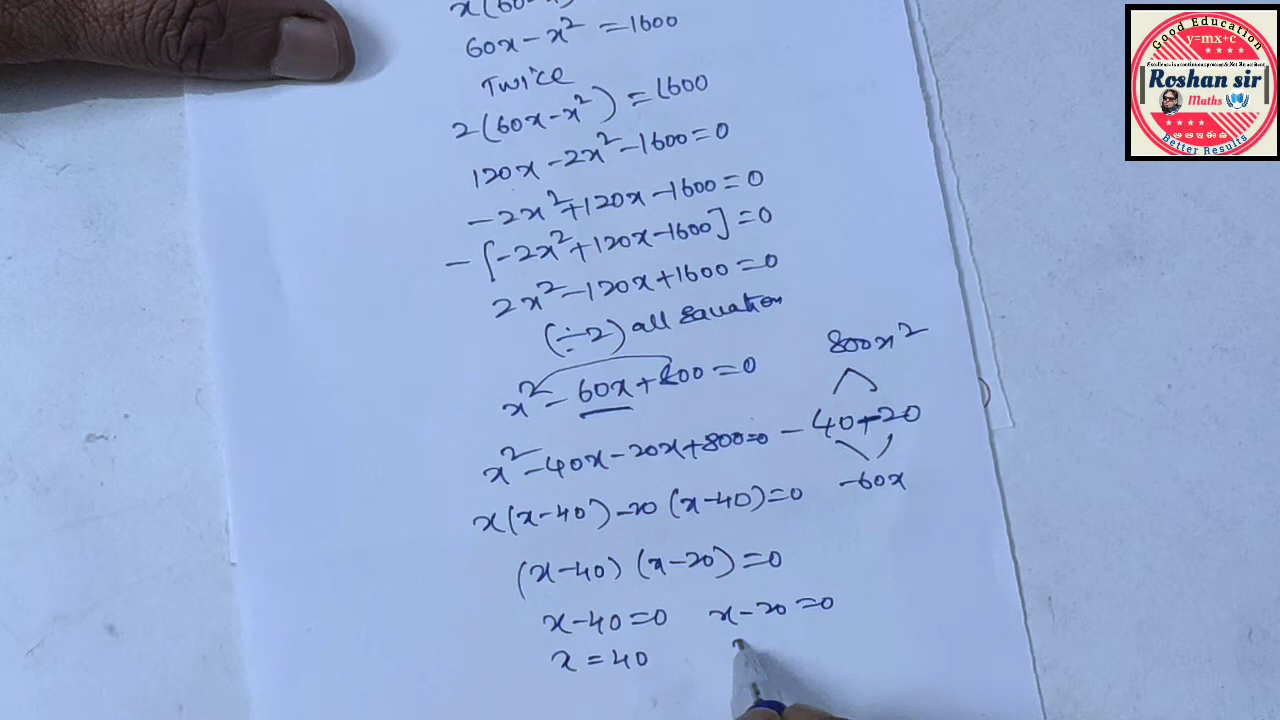 x(60-x)
60x - x² = 1600
Twice
2(60x - x²) = 1600
120x - 2x² - 1600 = 0
- 2x² + 120x - 1600 = 0
- [-2x² + 120x - 1600] = 0
2x² - 120x + 1600 = 0
(÷2) all Equation
x² - 60x + 800 = 0
800x²
x² - 40x - 20x + 800 = 0
- 40 - 20
-60x
x(x - 40) - 20(x - 40) = 0
(x - 40) (x - 20) = 0
x - 40 = 0 x - 20 = 0
x = 40
Good Education
y=mx+c
Roshan sir
Maths
Better Results